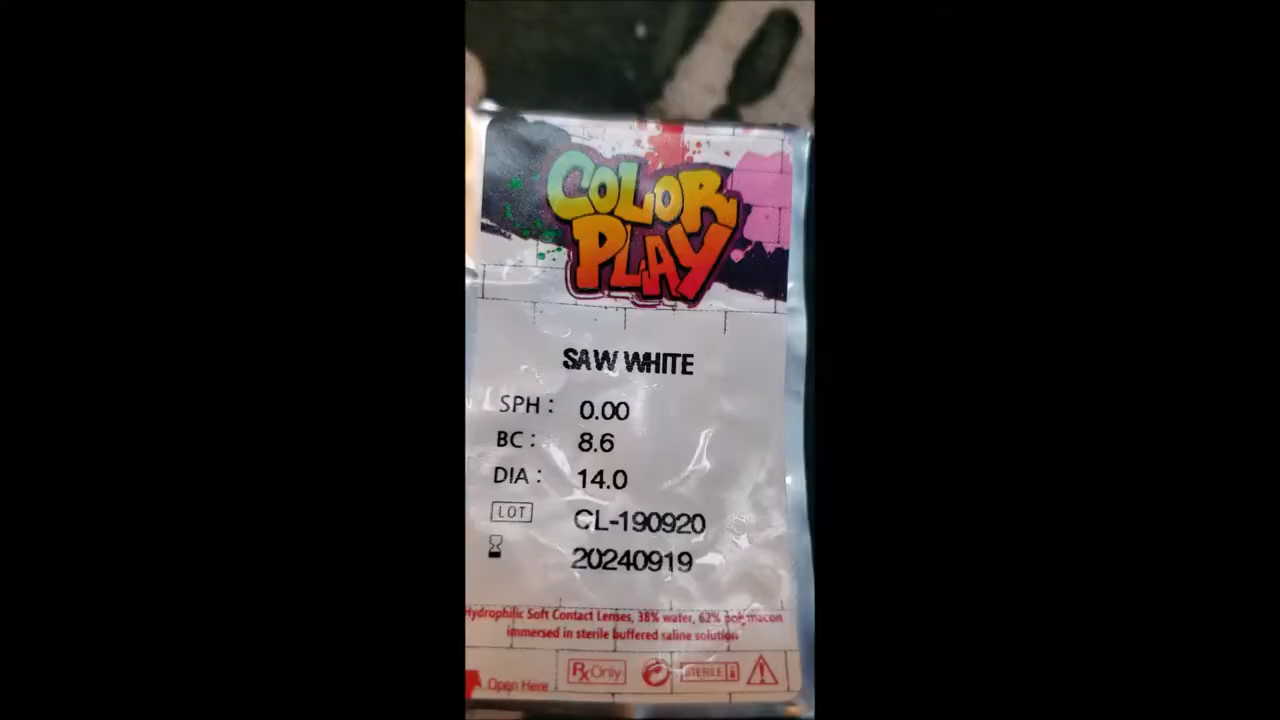 COLOR
PLAY
SAW WHITE
SPH : 0.00
BC : 8.6
DIA : 14.0
LOT CL-190920
20240919
Hydrophilic Soft Contact Lenses, 38% water, 62% polymacon
immersed in sterile buffered saline solution
Open Here Rx Only STERILE